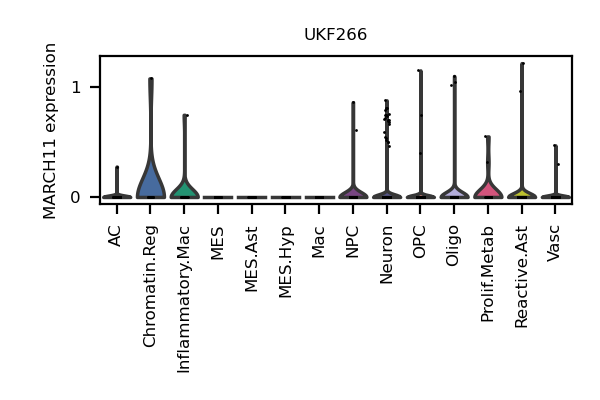 UKF266
MARCH11 expression
1
0
AC
Chromatin.Reg
Inflammatory.Mac
MES
MES.Ast
MES.Hyp
Mac
NPC
Neuron
OPC
Oligo
Prolif.Metab
Reactive.Ast
Vasc